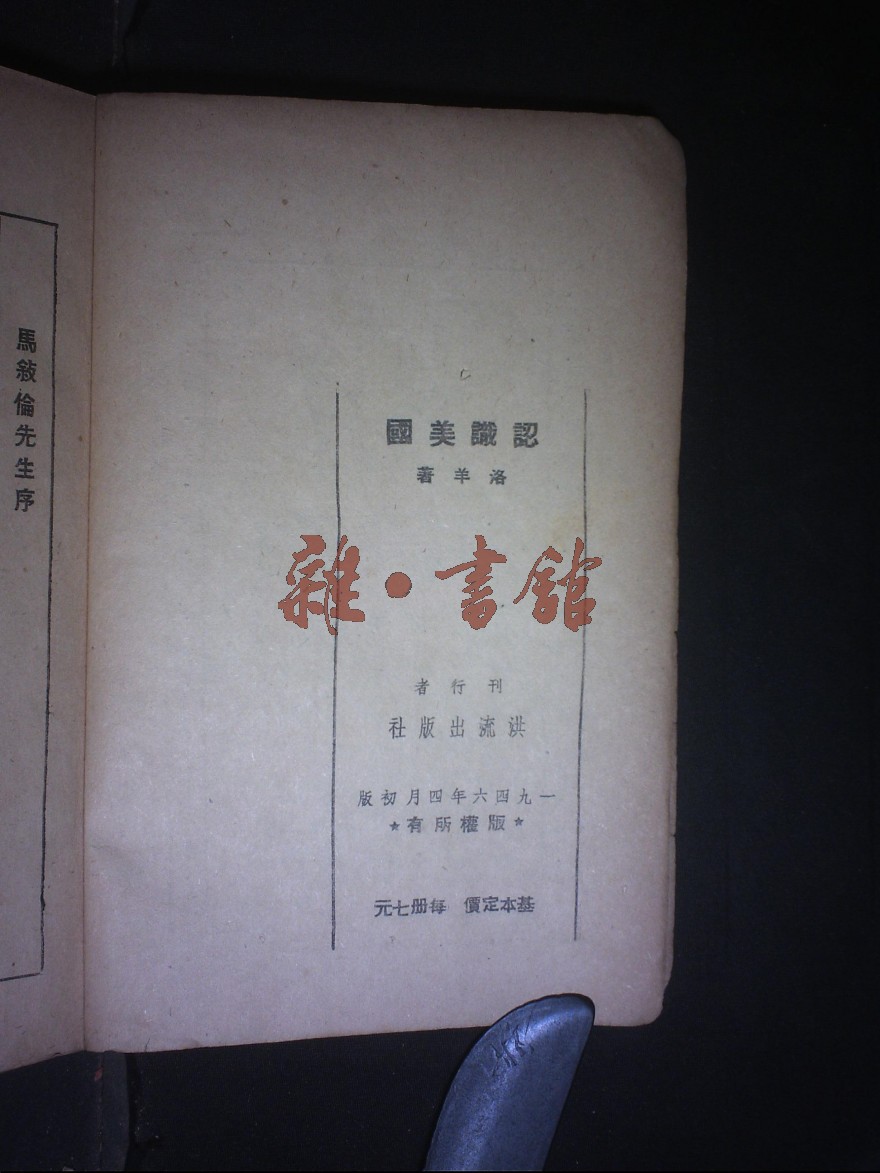 認識美國
洛羊著
雜·書館
刊行者
洪流出版社
一九四六年四月初版
★版權所有★
基本定價 每册七元
馬敍倫先生序